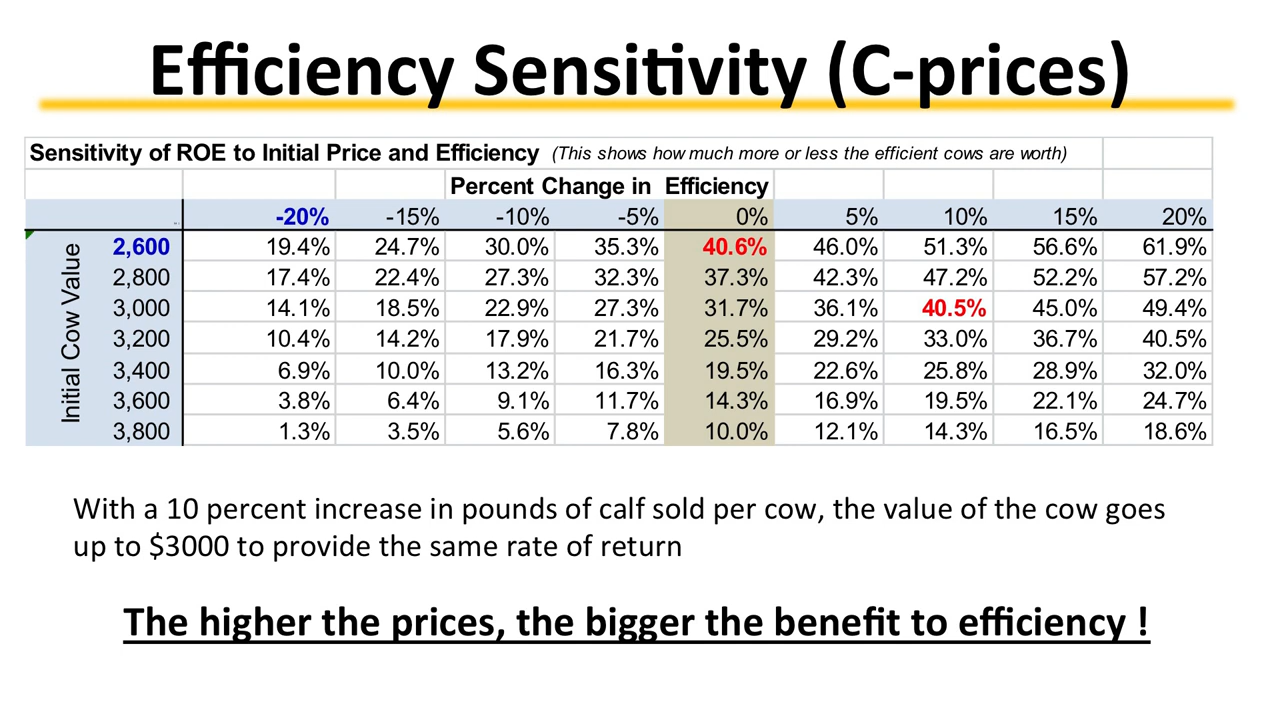 Efficiency Sensitivity (C-prices)
Sensitivity of ROE to Initial Price and Efficiency (This shows how much more or less the efficient cows are worth)
Percent Change in Efficiency
-20% -15% -10% -5% 0% 5% 10% 15% 20%
Initial Cow Value
2,600 19.4% 24.7% 30.0% 35.3% 40.6% 46.0% 51.3% 56.6% 61.9%
2,800 17.4% 22.4% 27.3% 32.3% 37.3% 42.3% 47.2% 52.2% 57.2%
3,000 14.1% 18.5% 22.9% 27.3% 31.7% 36.1% 40.5% 45.0% 49.4%
3,200 10.4% 14.2% 17.9% 21.7% 25.5% 29.2% 33.0% 36.7% 40.5%
3,400 6.9% 10.0% 13.2% 16.3% 19.5% 22.6% 25.8% 28.9% 32.0%
3,600 3.8% 6.4% 9.1% 11.7% 14.3% 16.9% 19.5% 22.1% 24.7%
3,800 1.3% 3.5% 5.6% 7.8% 10.0% 12.1% 14.3% 16.5% 18.6%
With a 10 percent increase in pounds of calf sold per cow, the value of the cow goes
up to $3000 to provide the same rate of return
The higher the prices, the bigger the benefit to efficiency !